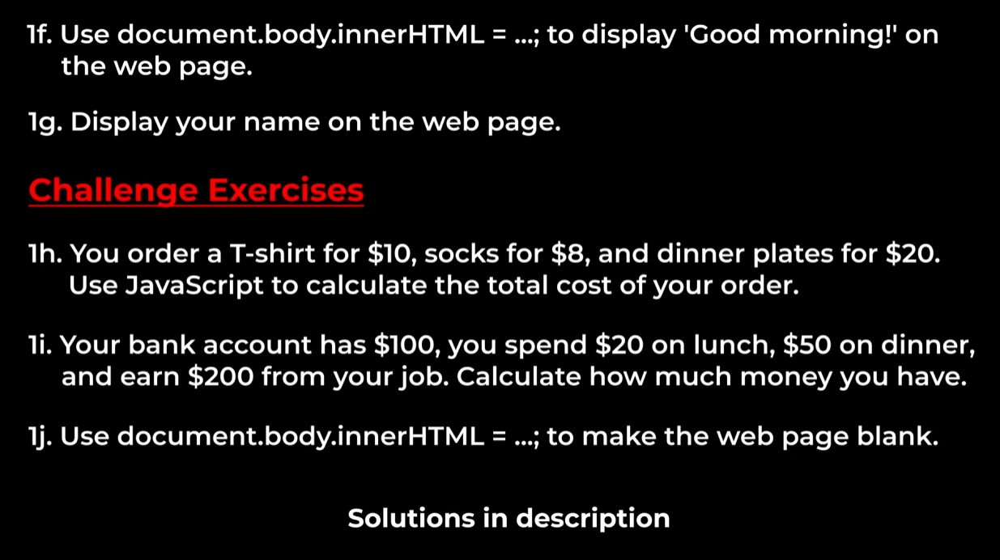 1f. Use document.body.innerHTML = ...; to display 'Good morning!' on
the web page.
1g. Display your name on the web page.
Challenge Exercises
1h. You order a T-shirt for $10, socks for $8, and dinner plates for $20.
Use JavaScript to calculate the total cost of your order.
1i. Your bank account has $100, you spend $20 on lunch, $50 on dinner,
and earn $200 from your job. Calculate how much money you have.
1j. Use document.body.innerHTML = ...; to make the web page blank.
Solutions in description